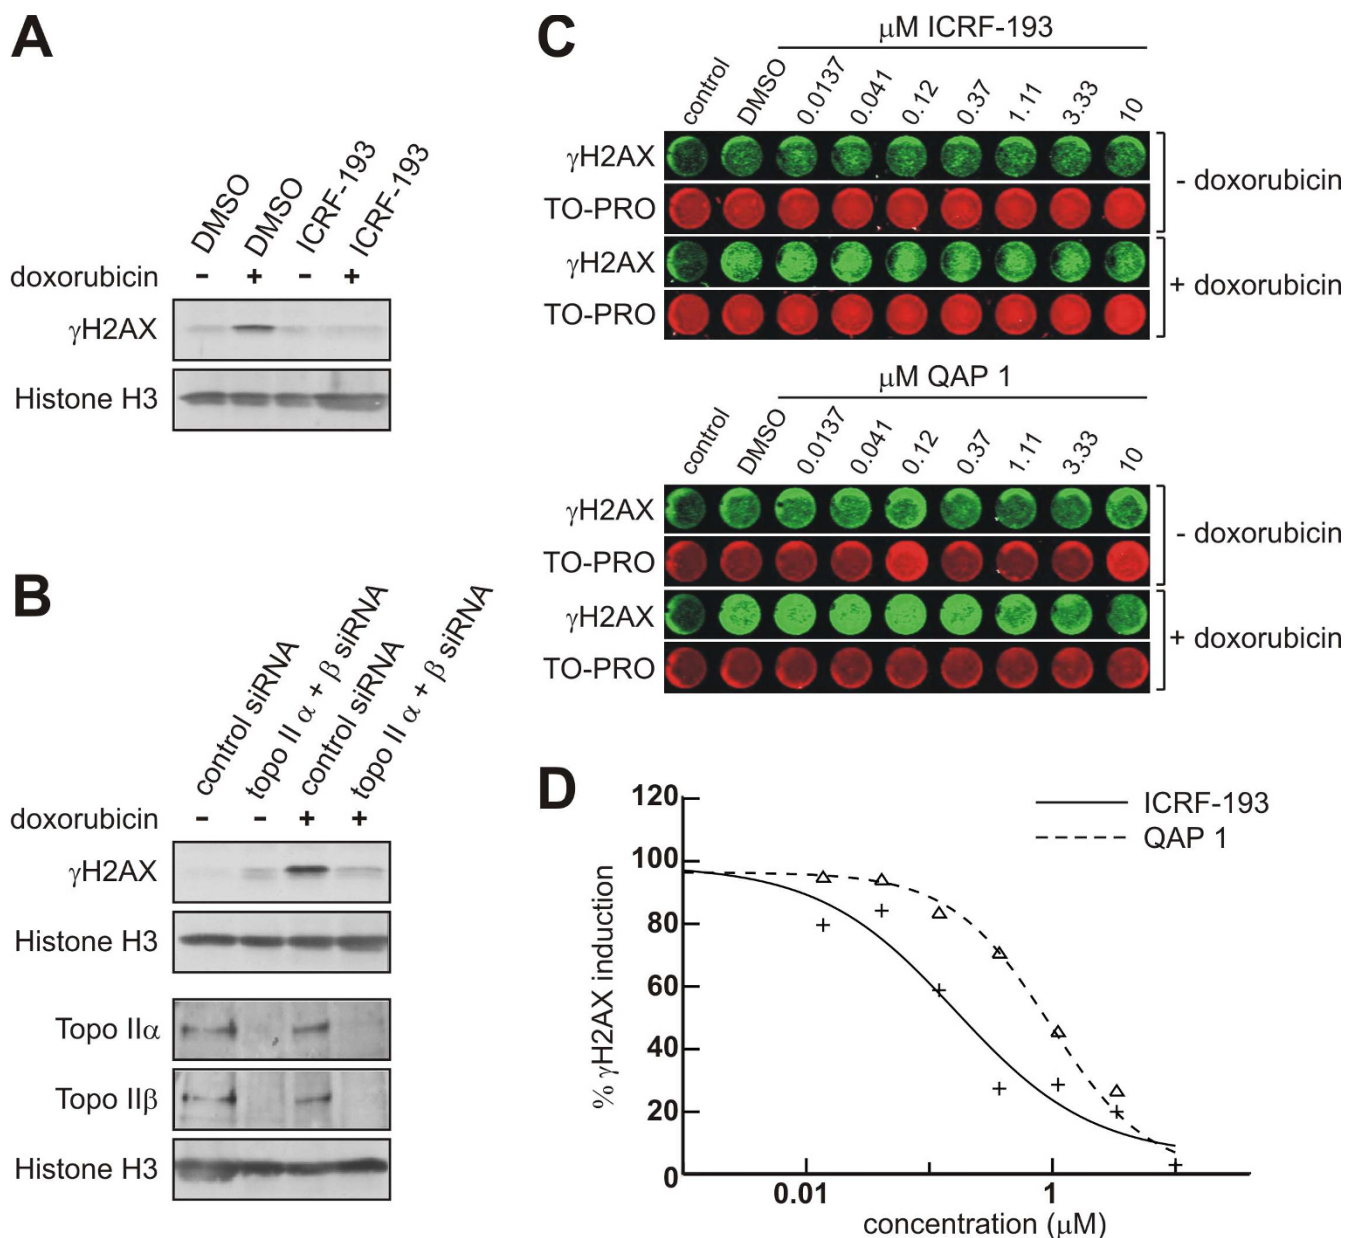 A
DMSO
DMSO
ICRF-193
ICRF-193
doxorubicin - + - +
γH2AX
Histone H3
B
control siRNA
topo II α + β siRNA
control siRNA
topo II α + β siRNA
doxorubicin - - + +
γH2AX
Histone H3
Topo IIα
Topo IIβ
Histone H3
C
μM ICRF-193
control DMSO 0.0137 0.041 0.12 0.37 1.11 3.33 10
γH2AX
TO-PRO
- doxorubicin
γH2AX
TO-PRO
+ doxorubicin
μM QAP 1
control DMSO 0.0137 0.041 0.12 0.37 1.11 3.33 10
γH2AX
TO-PRO
- doxorubicin
γH2AX
TO-PRO
+ doxorubicin
D
% γH2AX induction
120
100
80
60
40
20
0
0.01 1
concentration (μM)
ICRF-193
QAP 1